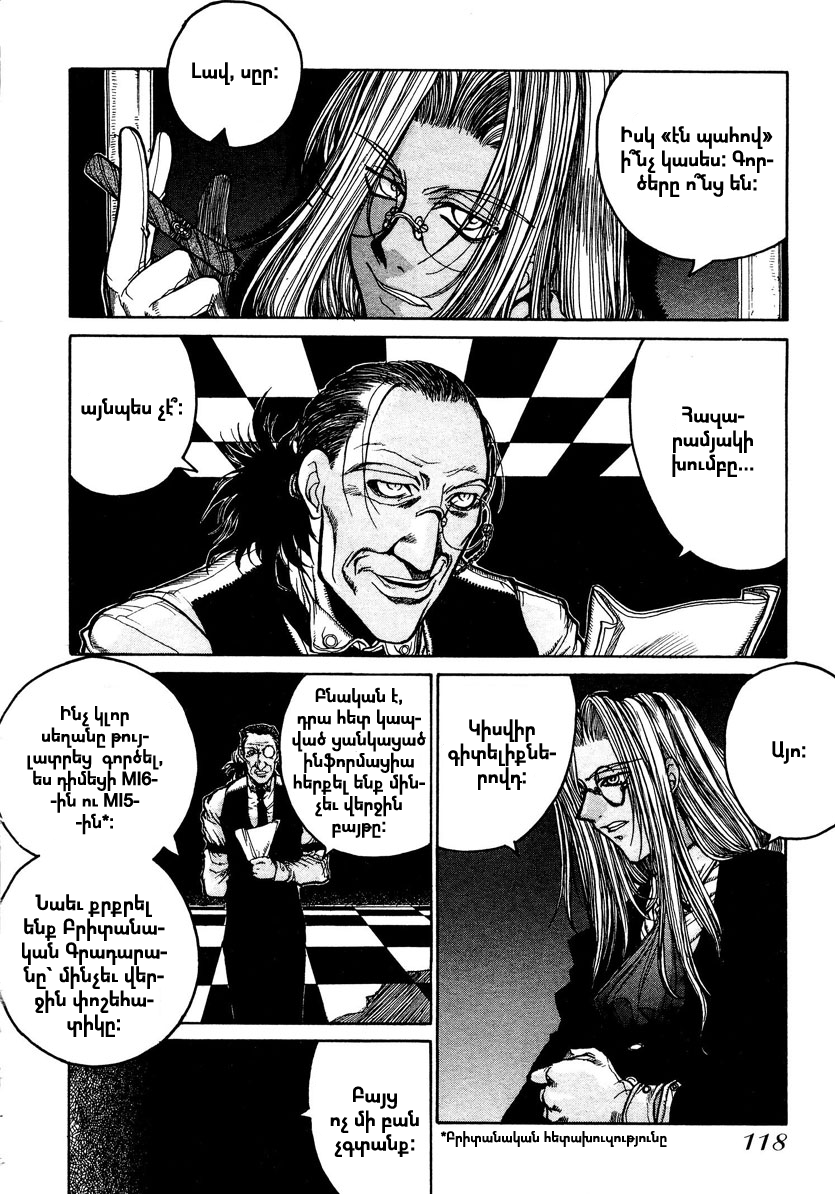 Իսկ «էն պահով»
ի՞նչ կասես: Գոր-
ծերը ո՞նց են:
Լավ, սըր:
Հազա-
րամյակի
խումբը...
այնպես չէ՞:
Այո:
Կիսվիր
գիտելիքնե-
րովդ:
Բնական է,
դրա հետ կապ-
ված ցանկացած
ինֆորմացիա
հերքել ենք մին-
չեւ վերջին
բայթը:
Ինչ կլոր
սեղանը թույ-
լատրեց գործել,
ես դիմեցի MI6-
-ին ու MI5-
-ին*:
Նաեւ քրքրել
ենք Բրիտանա-
կան Գրադարա-
նը՝ մինչեւ վեր-
ջին փոշեհա-
տիկը:
Բայց
ոչ մի բան
չգտանք:
*Բրիտանական հետախուզությունը
118